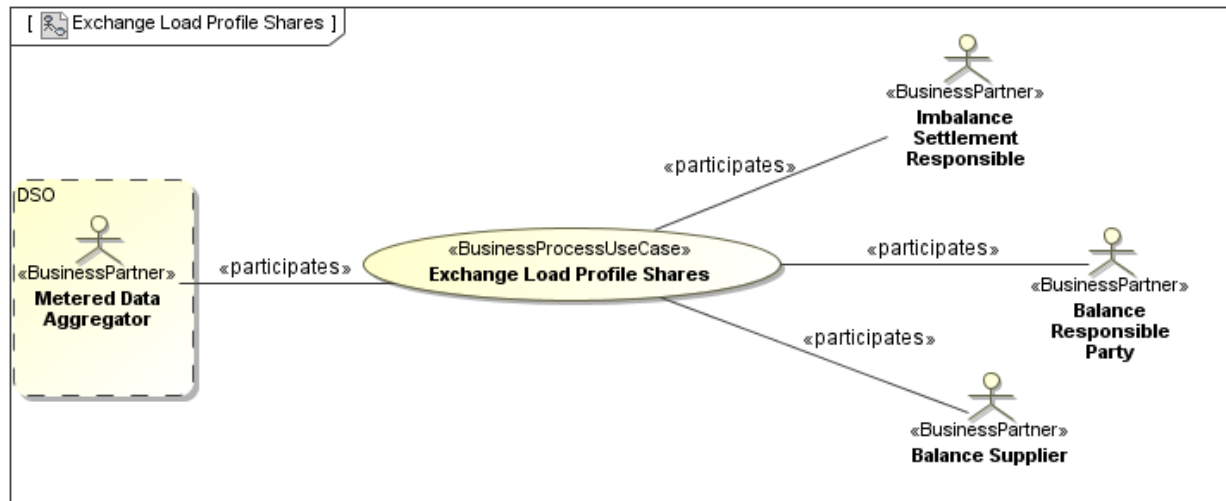 [ Exchange Load Profile Shares ]
«BusinessPartner»
Imbalance
Settlement
Responsible
«participates»
DSO
«BusinessPartner»
Metered Data
Aggregator
«participates»
«BusinessProcessUseCase»
Exchange Load Profile Shares
«participates»
«BusinessPartner»
Balance
Responsible
Party
«participates»
«BusinessPartner»
Balance Supplier